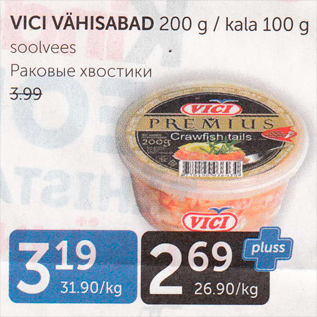 VICI VÄHISABAD 200 g / kala 100 g
soolvees
Раковые хвостики
3.99
VICI
PREMIUS
Crawfish tails
200g
VICI
pluss
3 19
31.90/kg
2 69
26.90/kg